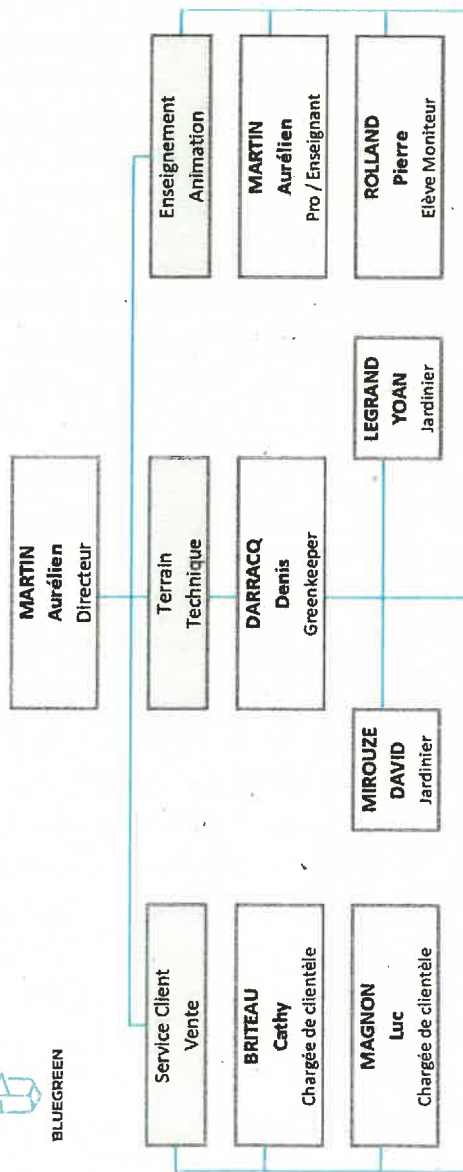 BLUEGREEN
MARTIN
Aurélien
Directeur
Service Client
Vente
Terrain
Technique
Enseignement
Animation
BRITEAU
Cathy
Chargée de clientèle
DARRACQ
Denis
Greenkeeper
MARTIN
Aurélien
Pro / Enseignant
MAGNON
Luc
Chargée de clientèle
MIROUZE
DAVID
Jardinier
LEGRAND
YOAN
Jardinier
ROLLAND
Pierre
Elève Moniteur